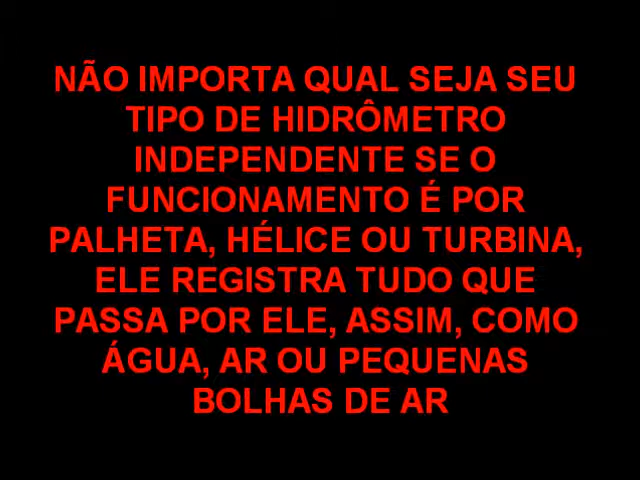 NÃO IMPORTA QUAL SEJA SEU
TIPO DE HIDRÔMETRO
INDEPENDENTE SE O
FUNCIONAMENTO É POR
PALHETA, HÉLICE OU TURBINA,
ELE REGISTRA TUDO QUE
PASSA POR ELE, ASSIM, COMO
ÁGUA, AR OU PEQUENAS
BOLHAS DE AR